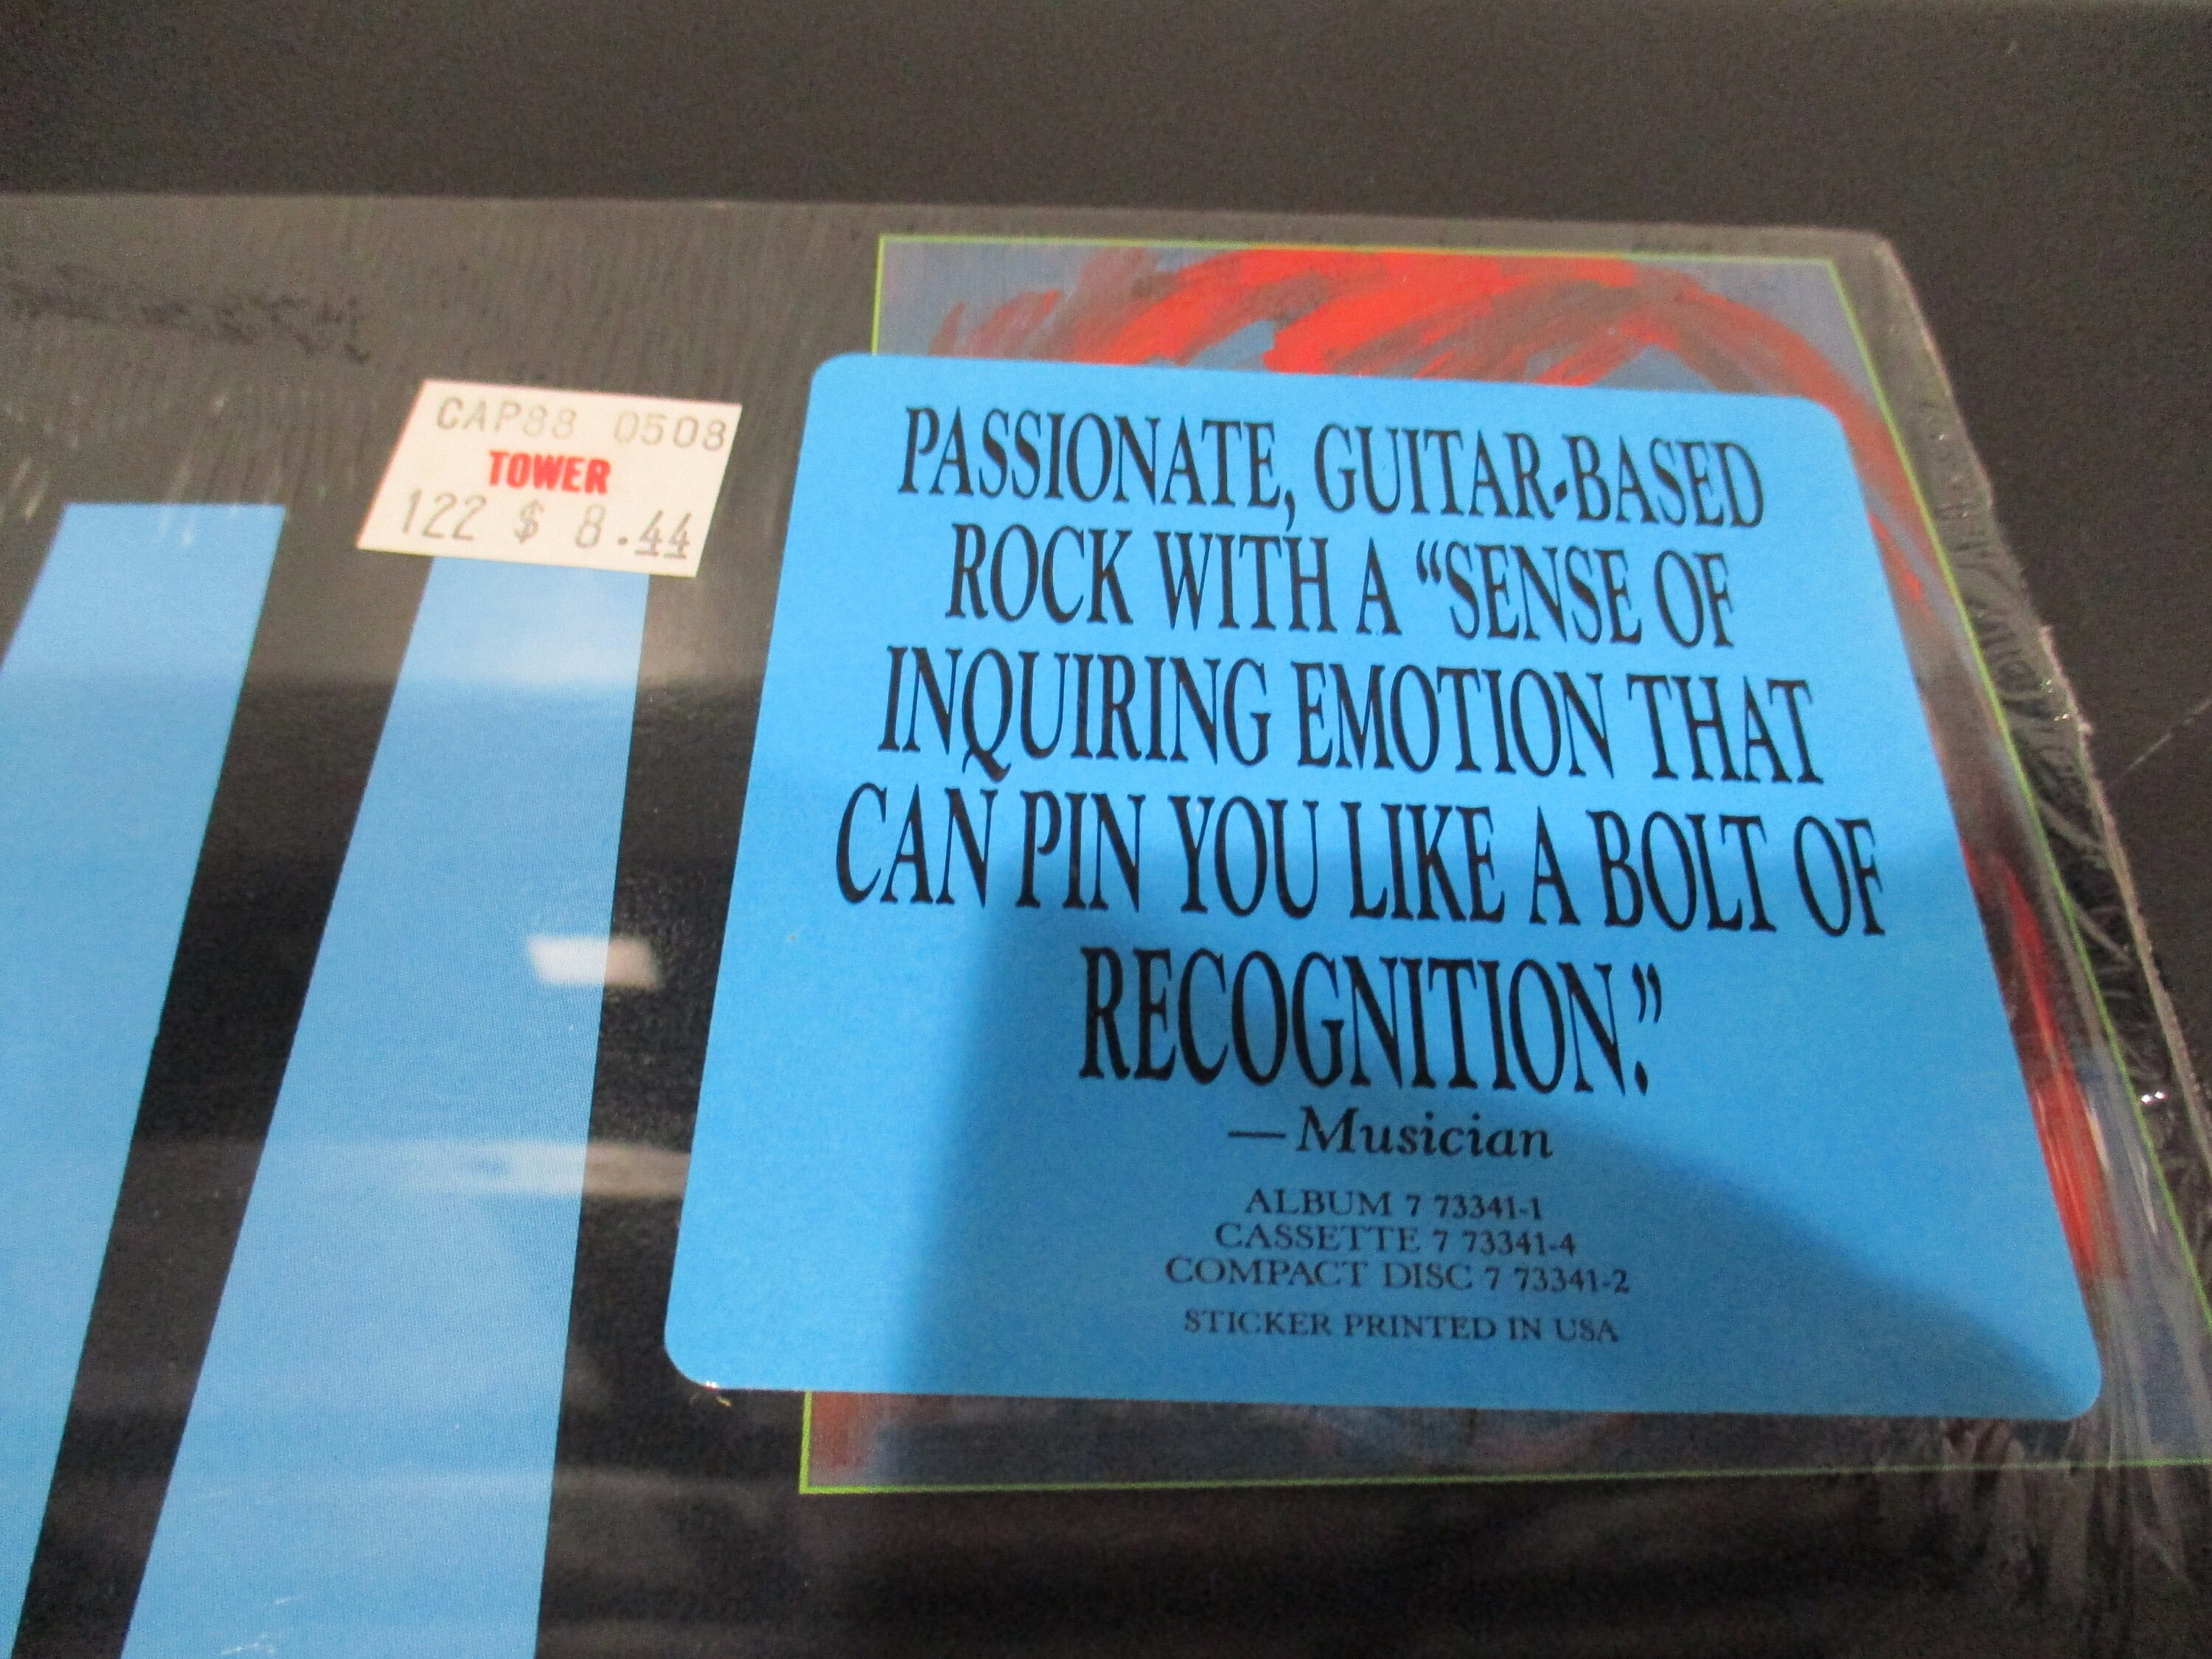 CAP88 0508
TOWER
122 $ 8.44
PASSIONATE, GUITAR-BASED
ROCK WITH A “SENSE OF
INQUIRING EMOTION THAT
CAN PIN YOU LIKE A BOLT OF
RECOGNITION.”
— Musician
ALBUM 7 73341-1
CASSETTE 7 73341-4
COMPACT DISC 7 73341-2
STICKER PRINTED IN USA